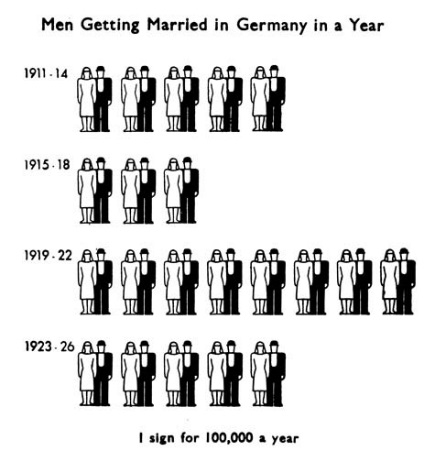 Men Getting Married in Germany in a Year
1911-14
1915-18
1919-22
1923-26
1 sign for 100,000 a year